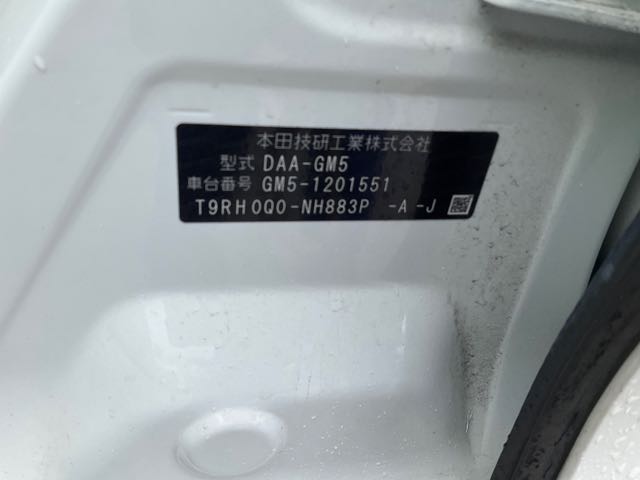 本田技研工業株式会社
型式 DAA-GM5
車台番号 GM5-1201551
T9RH0Q0-NH883P -A-J